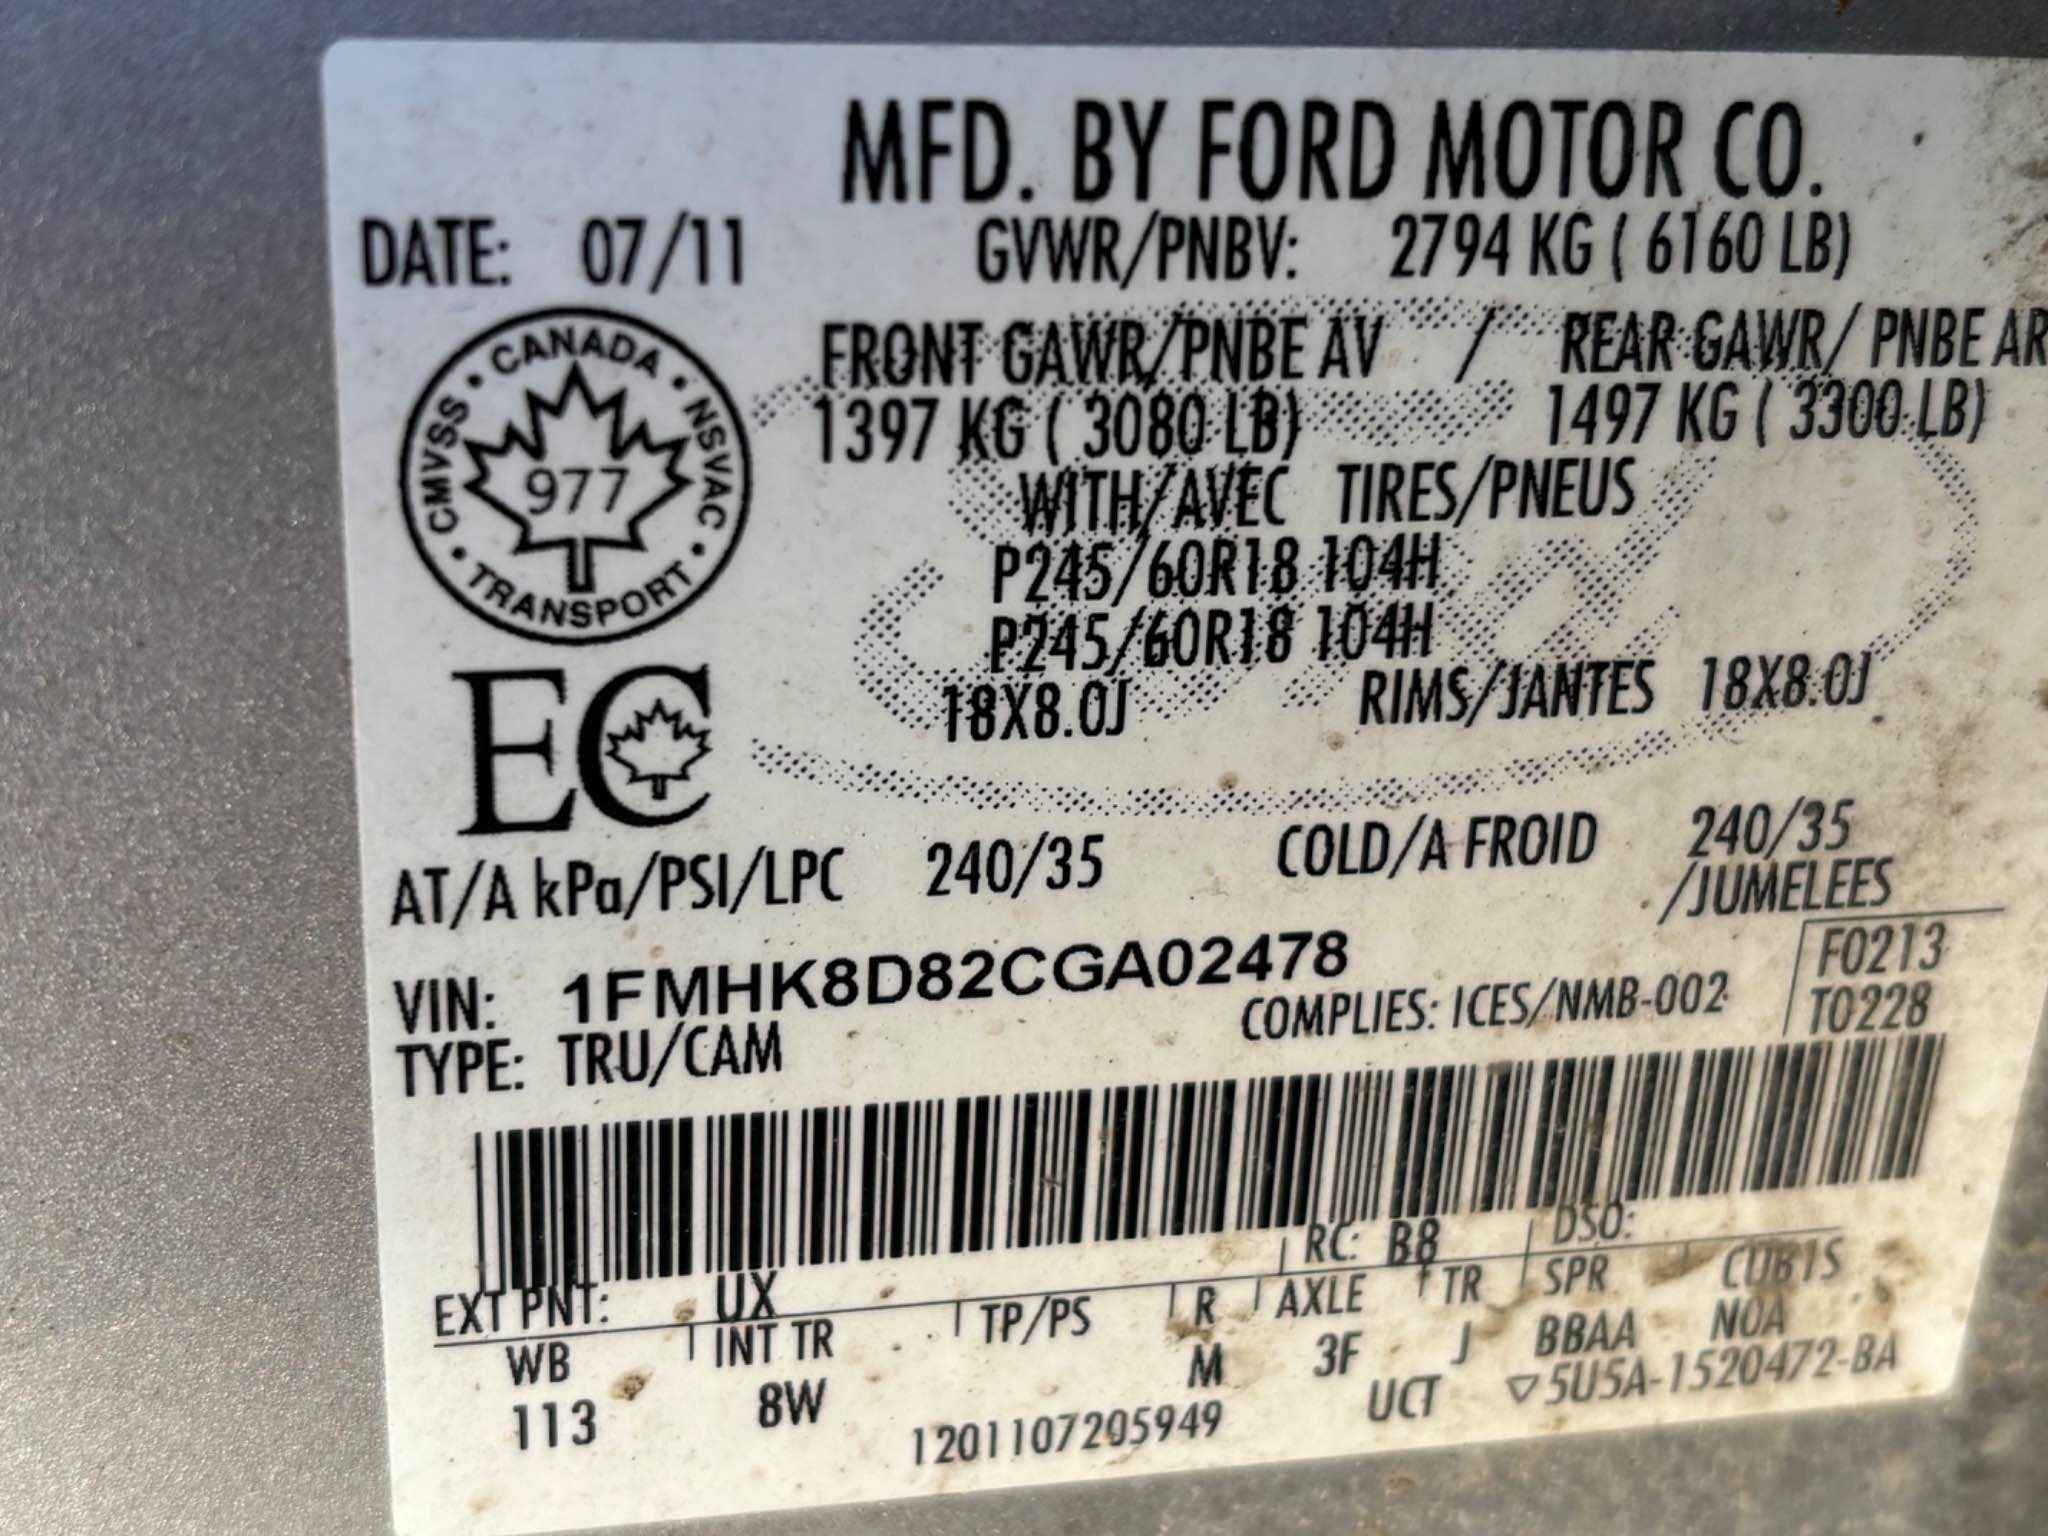 MFD. BY FORD MOTOR CO.
DATE: 07/11 GVWR/PNBV: 2794 KG ( 6160 LB)
FRONT GAWR/PNBE AV / REAR GAWR/ PNBE AR
1397 KG ( 3080 LB) 1497 KG ( 3300 LB)
WITH/AVEC TIRES/PNEUS
P245/60R18 104H
P245/60R18 104H
18X8.0J RIMS/JANTES 18X8.0J
CMVSS • CANADA • NSVAC • TRANSPORT •
977
EC
AT/A kPa/PSI/LPC 240/35 COLD/A FROID 240/35
/JUMELEES
VIN: 1FMHK8D82CGA02478
F0213
TYPE: TRU/CAM COMPLIES: ICES/NMB-002 T0228
RC: B8 DSO:
EXT PNT: UX
WB INT TR TP/PS R AXLE TR SPR CUB1S
113 8W M 3F J BBAA NOA
1201107205949 UCT ▽5U5A-1520472-BA